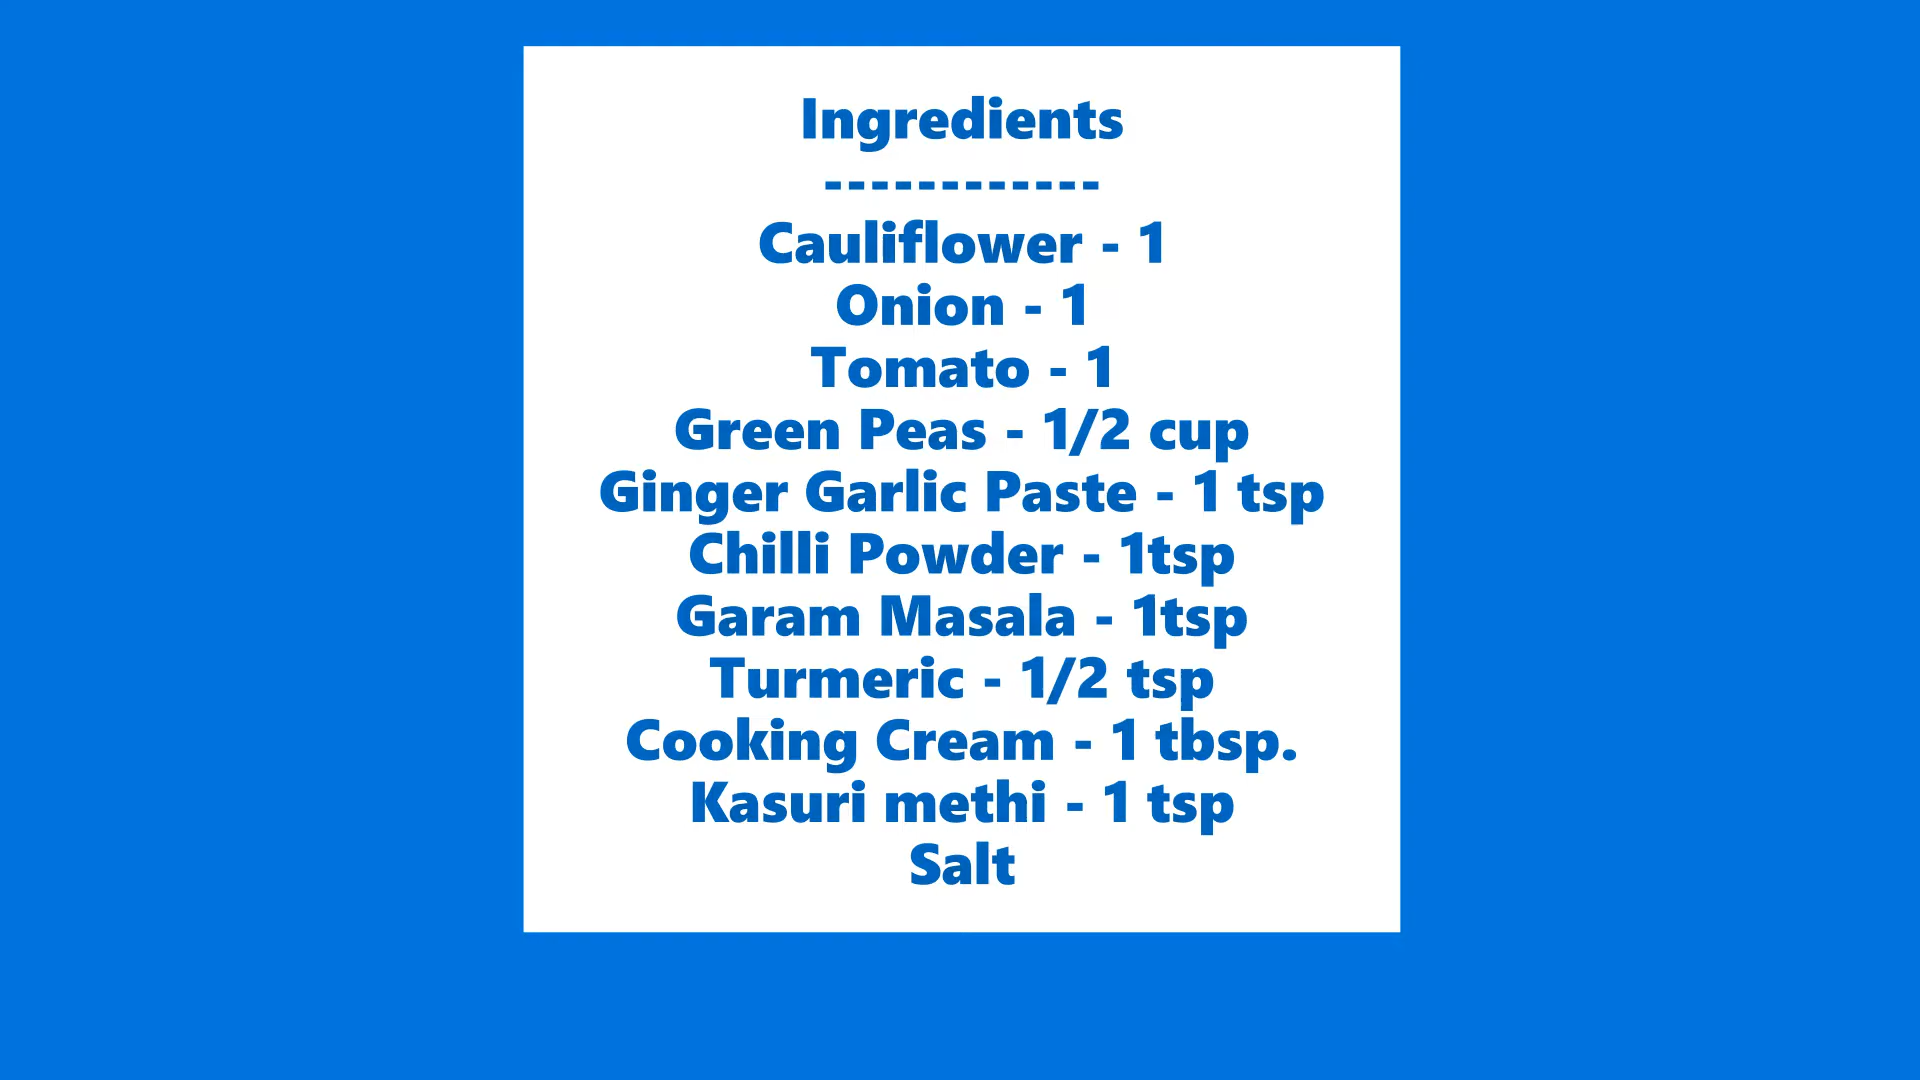 Ingredients
------------
Cauliflower - 1
Onion - 1
Tomato - 1
Green Peas - 1/2 cup
Ginger Garlic Paste - 1 tsp
Chilli Powder - 1tsp
Garam Masala - 1tsp
Turmeric - 1/2 tsp
Cooking Cream - 1 tbsp.
Kasuri methi - 1 tsp
Salt